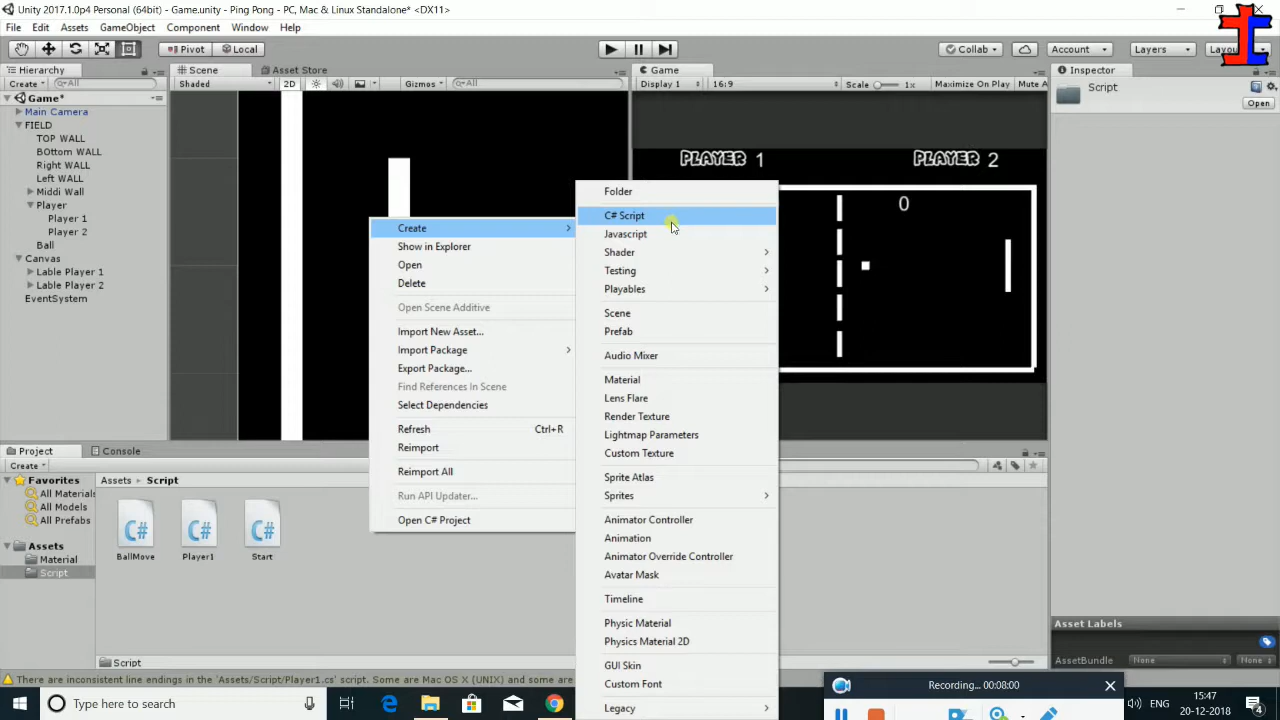 Unity 2017.1.0p4 Personal (64bit) - Game.unity - Ping Pong - PC, Mac & Linux Standalone* <DX11>
File Edit Assets GameObject Component Window Help
Pivot Local Collab Account Layers
Hierarchy Scene Asset Store Game Inspector
Create All Shaded 2D Gizmos All Display 1 16:9 Scale 1x Maximize On Play Mute A Script
Open
Game*
Main Camera
FIELD
TOP WALL
BOttom WALL
Right WALL
Left WALL
Middi Wall
Player
Player 1
Player 2
Ball
Canvas
Lable Player 1
Lable Player 2
EventSystem
PLAYER 1 PLAYER 2
0
Create
Show in Explorer
Open
Delete
Open Scene Additive
Import New Asset...
Import Package
Export Package...
Find References In Scene
Select Dependencies
Refresh Ctrl+R
Reimport
Reimport All
Run API Updater...
Open C# Project
Folder
C# Script
Javascript
Shader
Testing
Playables
Scene
Prefab
Audio Mixer
Material
Lens Flare
Render Texture
Lightmap Parameters
Custom Texture
Sprite Atlas
Sprites
Animator Controller
Animation
Animator Override Controller
Avatar Mask
Timeline
Physic Material
Physics Material 2D
GUI Skin
Custom Font
Legacy
Project Console
Create
Favorites
All Materials
All Models
All Prefabs
Assets
Material
Script
Assets Script
C# C# C#
BallMove Player1 Start
Script
Asset Labels
AssetBundle None None
There are inconsistent line endings in the 'Assets/Script/Player1.cs' script. Some are Mac OS X (UNIX) and some are
Type here to search
Recording... 00:08:00
ENG
15:47
20-12-2018